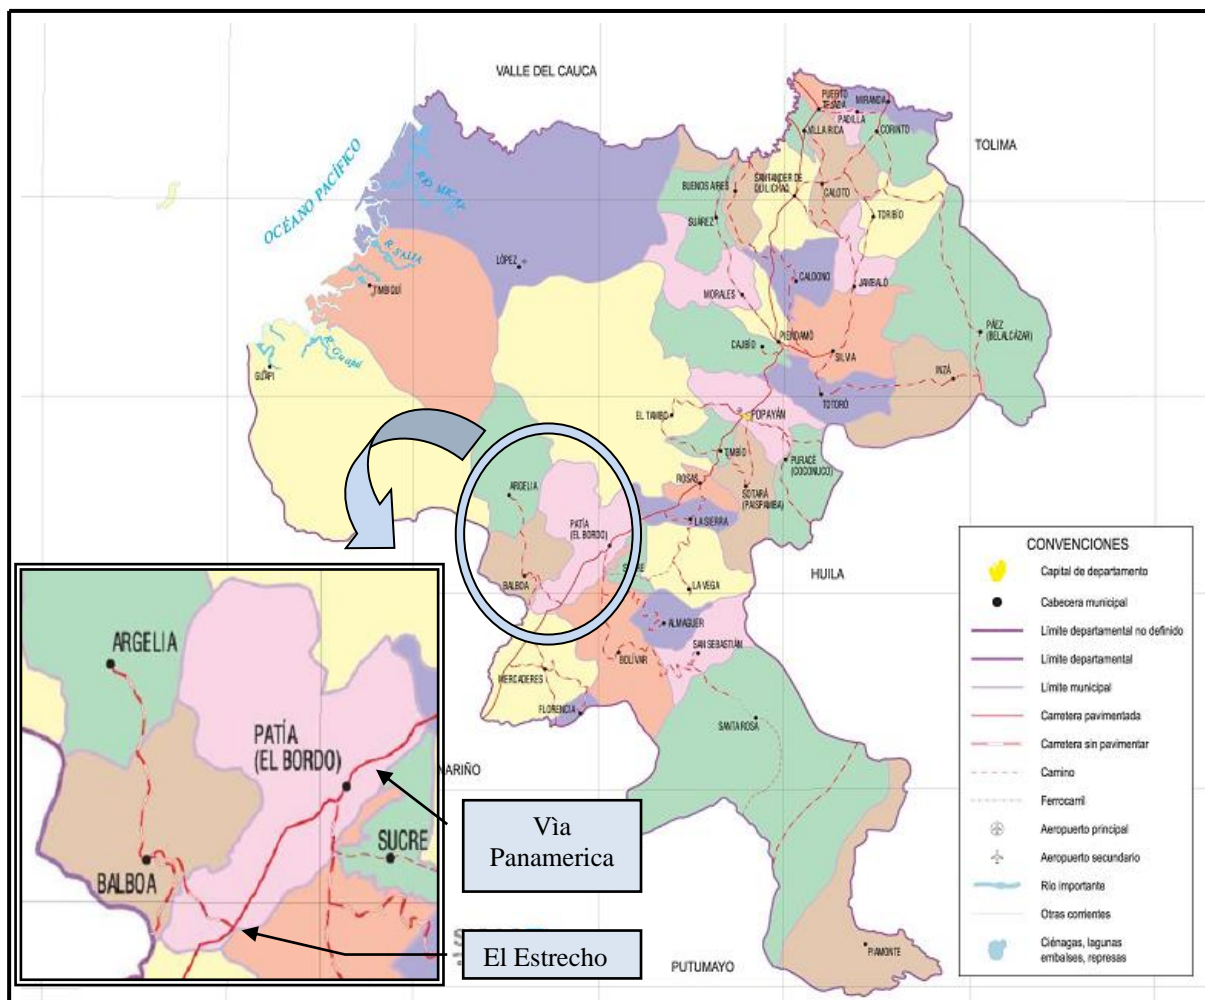 VALLE DEL CAUCA
TOLIMA
OCÉANO PACÍFICO
PUERTO
TEJADA
MIRANDA
PADILLA
VILLA RICA
CORINTO
BUENOS AIRES
SANTANDER DE
QUILICHAO
CALOTO
TORIBÍO
SUÁREZ
R. SAIJA
LÓPEZ
TIMBIQUÍ
MORALES
CALDONO
JAMBALÓ
R. Guapí
GUAPI
CAJIBÍO
PIENDAMÓ
SILVIA
PÁEZ
(BELALCÁZAR)
INZÁ
TOTORÓ
EL TAMBO
POPAYÁN
TIMBÍO
PURACÉ
(COCONUCO)
ROSAS
SOTARÁ
(PAISPAMBA)
ARGELIA
PATÍA
(EL BORDO)
LA SIERRA
HUILA
BALBOA
SUCRE
LA VEGA
ALMAGUER
SAN SEBASTIÁN
BOLÍVAR
MERCADERES
FLORENCIA
SANTA ROSA
NARIÑO
PUTUMAYO
PIAMONTE
ARGELIA
PATÍA
(EL BORDO)
SUCRE
BALBOA
Vìa
Panamerica
El Estrecho
CONVENCIONES
Capital de departamento
Cabecera municipal
Límite departamental no definido
Límite departamental
Límite municipal
Carretera pavimentada
Carretera sin pavimentar
Camino
Ferrocarril
Aeropuerto principal
Aeropuerto secundario
Río importante
Otras corrientes
Ciénagas, lagunas
embalses, represas